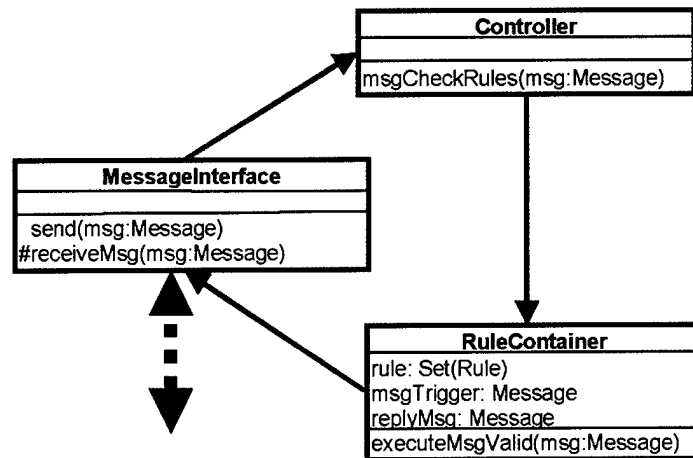 Controller
msgCheckRules(msg:Message)
MessageInterface
send(msg:Message)
#receiveMsg(msg:Message)
RuleContainer
rule: Set(Rule)
msgTrigger: Message
replyMsg: Message
executeMsgValid(msg:Message)